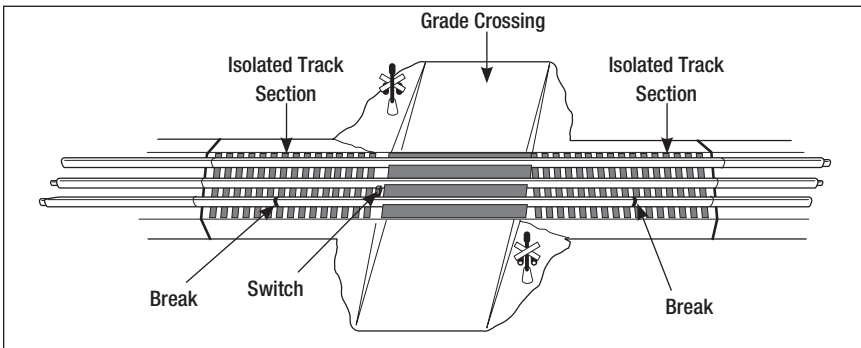 Grade Crossing
Isolated Track
Section
Isolated Track
Section
Break
Switch
Break